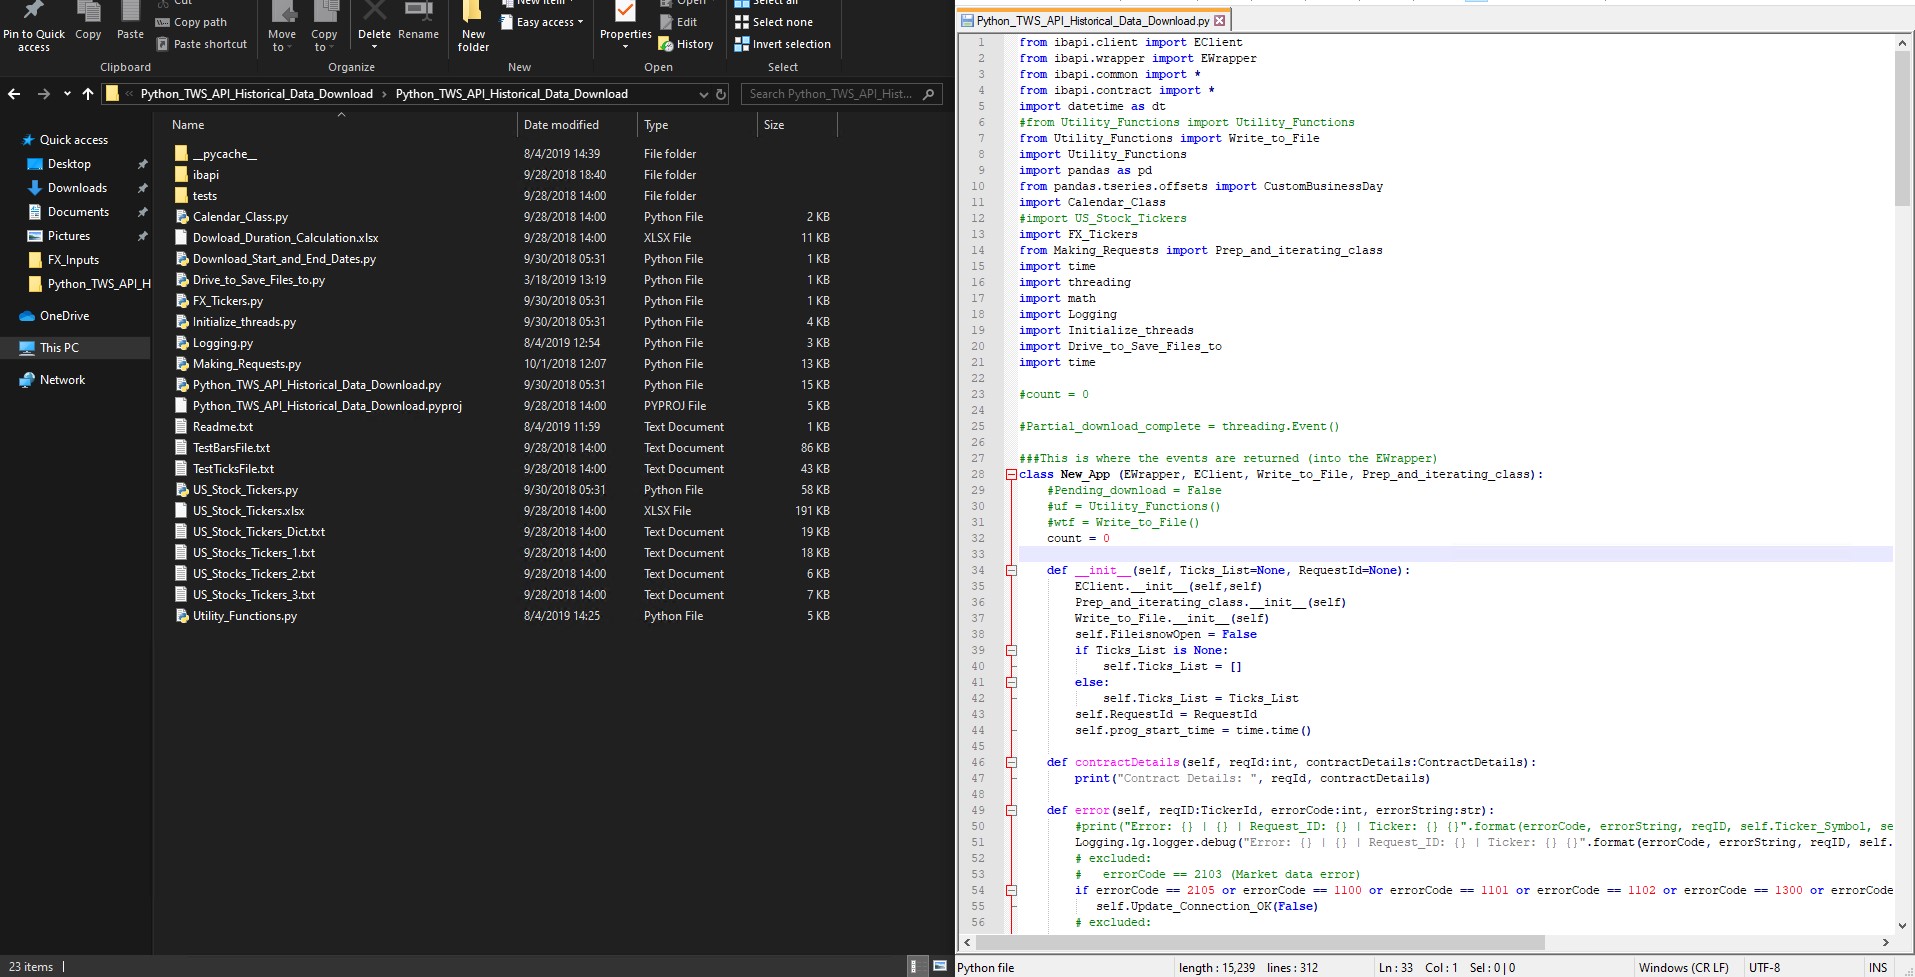 Cut
Copy path
Paste shortcut
Pin to Quick access
Copy
Paste
Clipboard
Move to
Copy to
Delete
Rename
Organize
New item
Easy access
New folder
New
Properties
Open
Edit
History
Open
Select all
Select none
Invert selection
Select
« Python_TWS_API_Historical_Data_Download › Python_TWS_API_Historical_Data_Download
Search Python_TWS_API_Hist...
Quick access
Desktop
Downloads
Documents
Pictures
FX_Inputs
Python_TWS_API_H
OneDrive
This PC
Network
Name Date modified Type Size
__pycache__ 8/4/2019 14:39 File folder
ibapi 9/28/2018 18:40 File folder
tests 9/28/2018 14:00 File folder
Calendar_Class.py 9/28/2018 14:00 Python File 2 KB
Dowload_Duration_Calculation.xlsx 9/28/2018 14:00 XLSX File 11 KB
Download_Start_and_End_Dates.py 9/30/2018 05:31 Python File 1 KB
Drive_to_Save_Files_to.py 3/18/2019 13:19 Python File 1 KB
FX_Tickers.py 9/30/2018 05:31 Python File 1 KB
Initialize_threads.py 9/30/2018 05:31 Python File 4 KB
Logging.py 8/4/2019 12:54 Python File 3 KB
Making_Requests.py 10/1/2018 12:07 Python File 13 KB
Python_TWS_API_Historical_Data_Download.py 9/30/2018 05:31 Python File 15 KB
Python_TWS_API_Historical_Data_Download.pyproj 9/28/2018 14:00 PYPROJ File 5 KB
Readme.txt 8/4/2019 11:59 Text Document 1 KB
TestBarsFile.txt 9/28/2018 14:00 Text Document 86 KB
TestTicksFile.txt 9/28/2018 14:00 Text Document 43 KB
US_Stock_Tickers.py 9/30/2018 05:31 Python File 58 KB
US_Stock_Tickers.xlsx 9/28/2018 14:00 XLSX File 191 KB
US_Stock_Tickers_Dict.txt 9/28/2018 14:00 Text Document 19 KB
US_Stocks_Tickers_1.txt 9/28/2018 14:00 Text Document 18 KB
US_Stocks_Tickers_2.txt 9/28/2018 14:00 Text Document 6 KB
US_Stocks_Tickers_3.txt 9/28/2018 14:00 Text Document 7 KB
Utility_Functions.py 8/4/2019 14:25 Python File 5 KB
23 items
Python_TWS_API_Historical_Data_Download.py
1 from ibapi.client import EClient
2 from ibapi.wrapper import EWrapper
3 from ibapi.common import *
4 from ibapi.contract import *
5 import datetime as dt
6 #from Utility_Functions import Utility_Functions
7 from Utility_Functions import Write_to_File
8 import Utility_Functions
9 import pandas as pd
10 from pandas.tseries.offsets import CustomBusinessDay
11 import Calendar_Class
12 #import US_Stock_Tickers
13 import FX_Tickers
14 from Making_Requests import Prep_and_iterating_class
15 import time
16 import threading
17 import math
18 import Logging
19 import Initialize_threads
20 import Drive_to_Save_Files_to
21 import time
22
23 #count = 0
24
25 #Partial_download_complete = threading.Event()
26
27 ###This is where the events are returned (into the EWrapper)
28 class New_App (EWrapper, EClient, Write_to_File, Prep_and_iterating_class):
29 #Pending_download = False
30 #uf = Utility_Functions()
31 #wtf = Write_to_File()
32 count = 0
33
34 def __init__(self, Ticks_List=None, RequestId=None):
35 EClient.__init__(self,self)
36 Prep_and_iterating_class.__init__(self)
37 Write_to_File.__init__(self)
38 self.FileisnowOpen = False
39 if Ticks_List is None:
40 self.Ticks_List = []
41 else:
42 self.Ticks_List = Ticks_List
43 self.RequestId = RequestId
44 self.prog_start_time = time.time()
45
46 def contractDetails(self, reqId:int, contractDetails:ContractDetails):
47 print("Contract Details: ", reqId, contractDetails)
48
49 def error(self, reqID:TickerId, errorCode:int, errorString:str):
50 #print("Error: {} | {} | Request_ID: {} | Ticker: {} {}".format(errorCode, errorString, reqID, self.Ticker_Symbol, se
51 Logging.lg.logger.debug("Error: {} | {} | Request_ID: {} | Ticker: {} {}".format(errorCode, errorString, reqID, self.
52 # excluded:
53 # errorCode == 2103 (Market data error)
54 if errorCode == 2105 or errorCode == 1100 or errorCode == 1101 or errorCode == 1102 or errorCode == 1300 or errorCode
55 self.Update_Connection_OK(False)
56 # excluded:
Python file length : 15,239 lines : 312 Ln : 33 Col : 1 Sel : 0 | 0 Windows (CR LF) UTF-8 INS